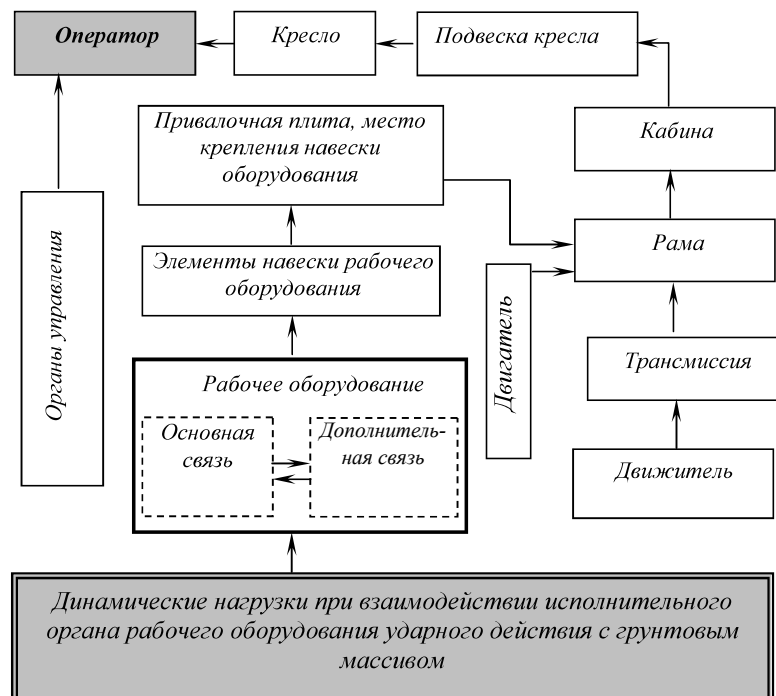 Оператор
Кресло
Подвеска кресла
Привалочная плита, место
крепления навески
оборудования
Кабина
Органы управления
Рама
Элементы навески рабочего
оборудования
Двигатель
Трансмиссия
Рабочее оборудование
Основная
связь
Дополнитель-
ная связь
Движитель
Динамические нагрузки при взаимодействии исполнительного
органа рабочего оборудования ударного действия с грунтовым
массивом